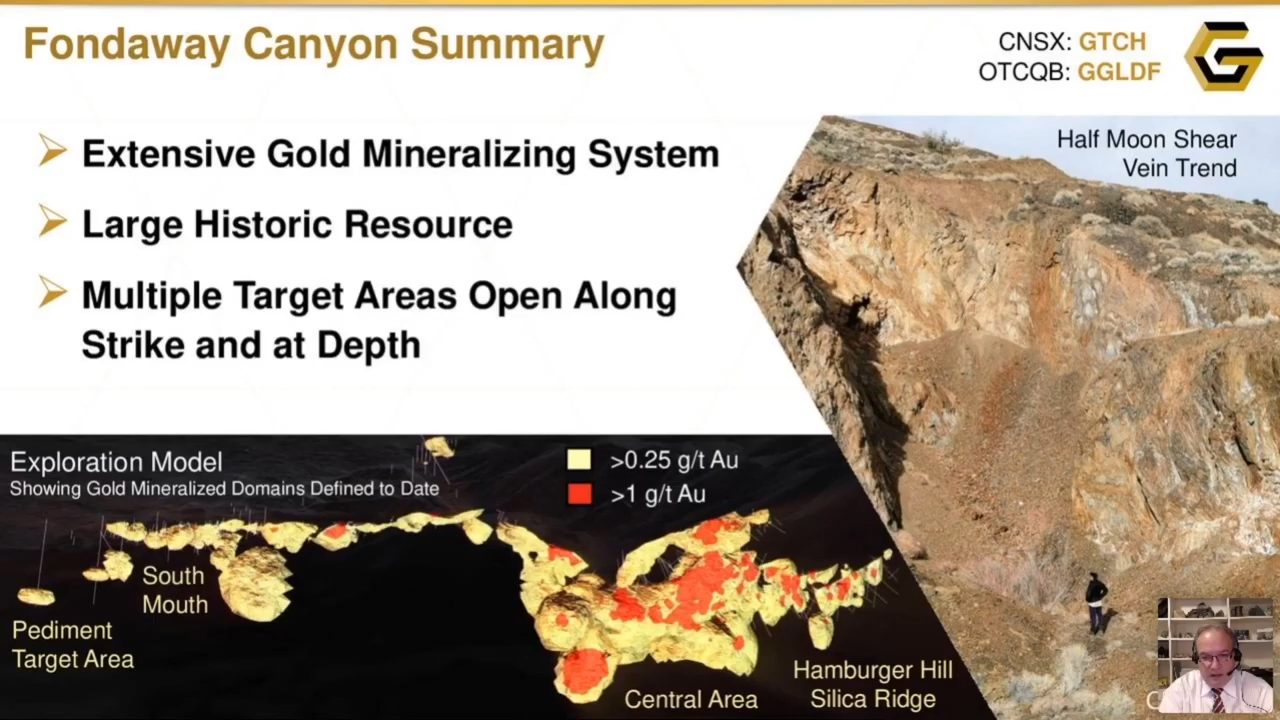 Fondaway Canyon Summary
CNSX: GTCH
OTCQB: GGLDF
Extensive Gold Mineralizing System
Large Historic Resource
Multiple Target Areas Open Along
Strike and at Depth
Half Moon Shear
Vein Trend
Exploration Model
Showing Gold Mineralized Domains Defined to Date
>0.25 g/t Au
>1 g/t Au
South
Mouth
Pediment
Target Area
Central Area
Hamburger Hill
Silica Ridge